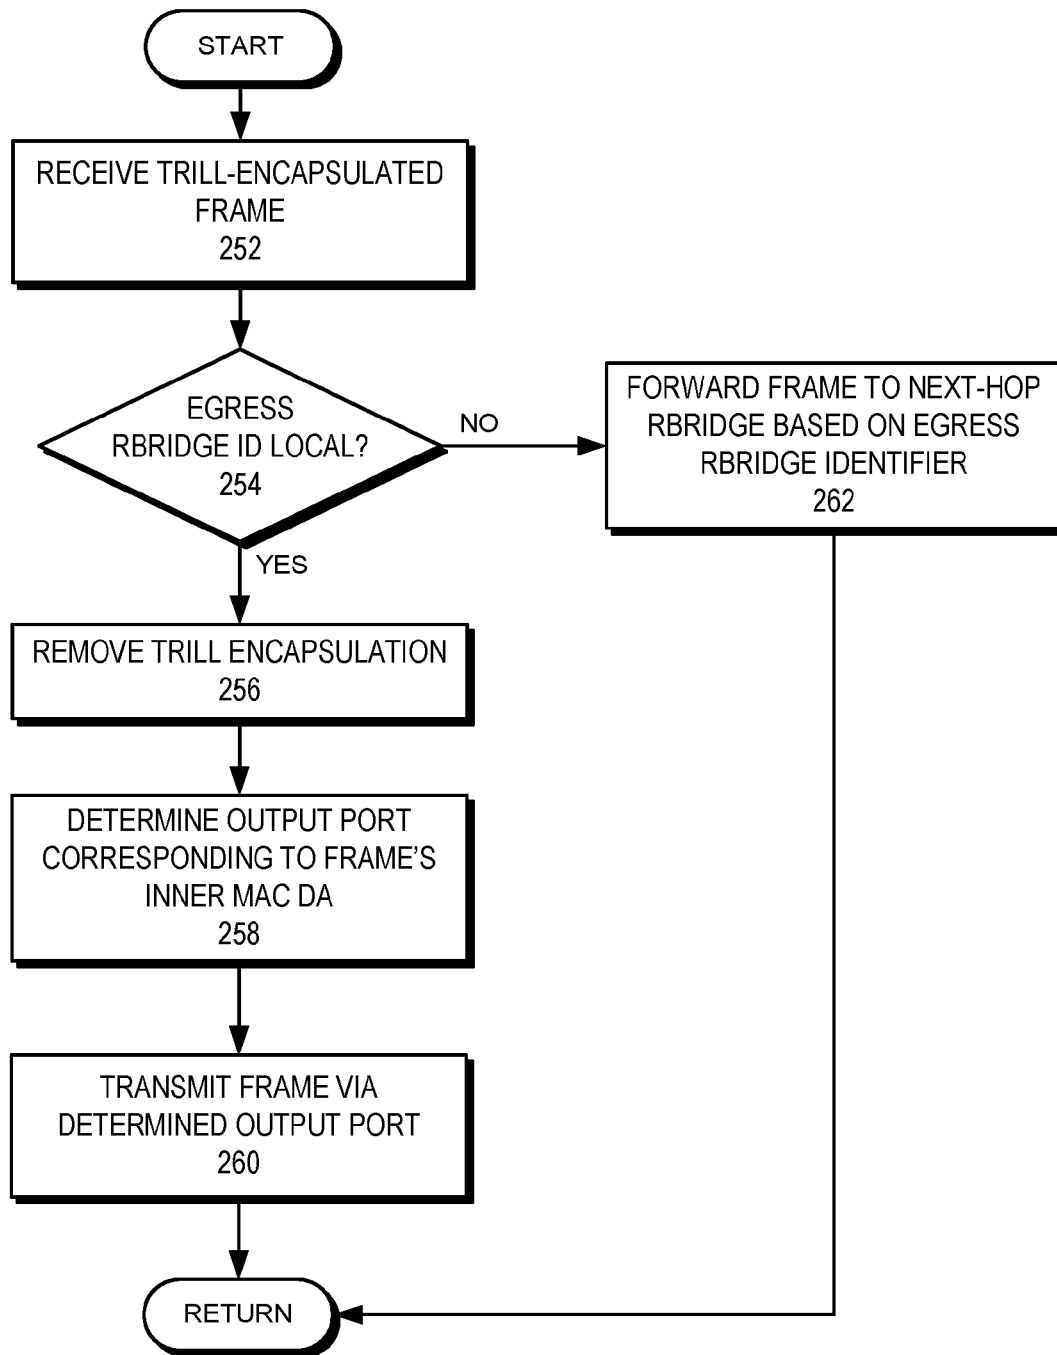 START
RECEIVE TRILL-ENCAPSULATED
FRAME
252
EGRESS
RBRIDGE ID LOCAL?
254
NO
FORWARD FRAME TO NEXT-HOP
RBRIDGE BASED ON EGRESS
RBRIDGE IDENTIFIER
262
YES
REMOVE TRILL ENCAPSULATION
256
DETERMINE OUTPUT PORT
CORRESPONDING TO FRAME'S
INNER MAC DA
258
TRANSMIT FRAME VIA
DETERMINED OUTPUT PORT
260
RETURN